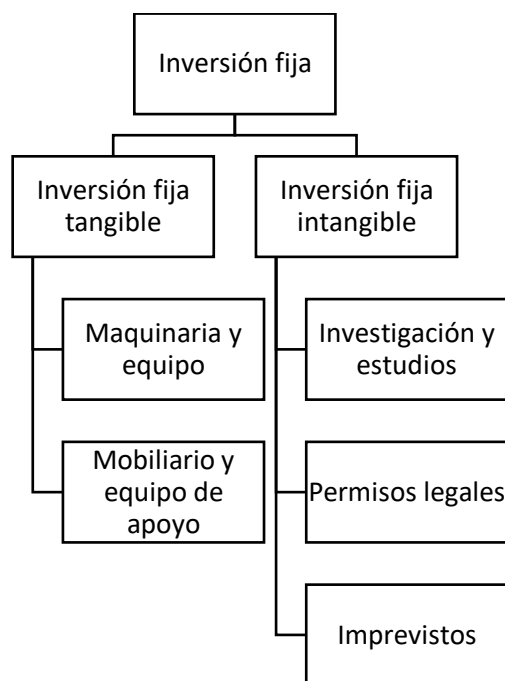 Inversión fija
Inversión fija
tangible
Maquinaria y
equipo
Mobiliario y
equipo de
apoyo
Inversión fija
intangible
Investigación y
estudios
Permisos legales
Imprevistos